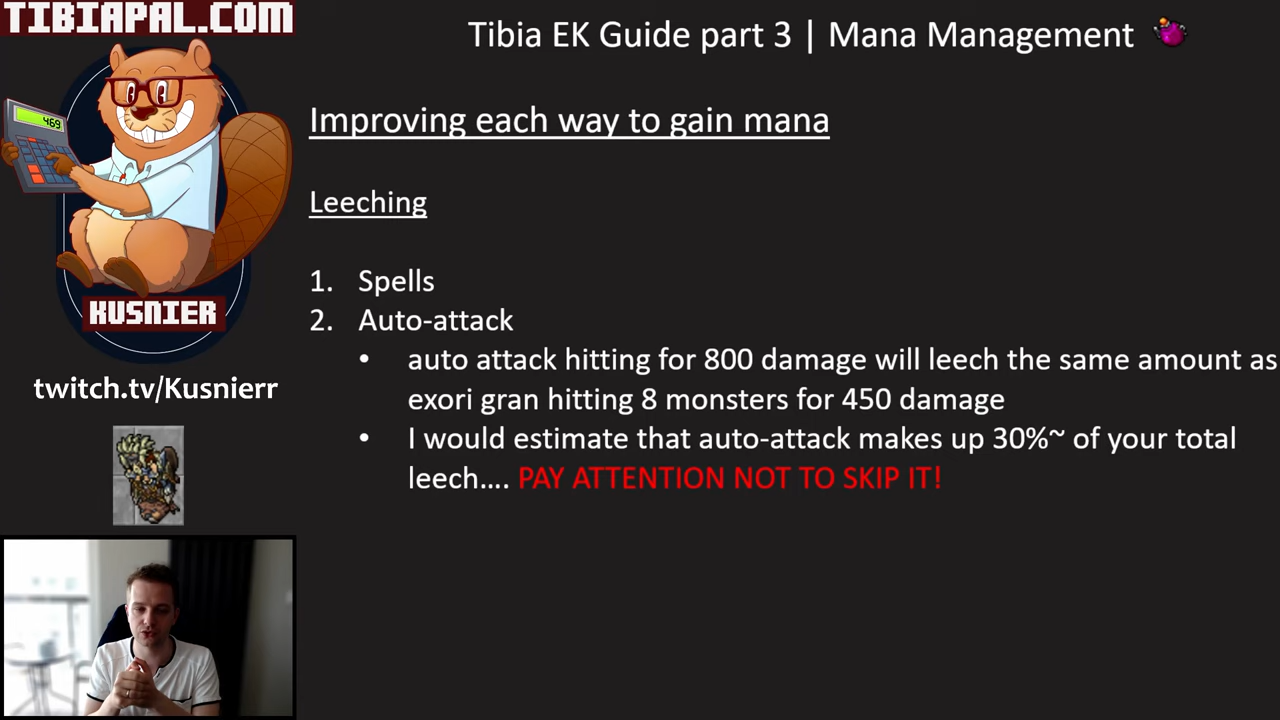 TIBIAPAL.COM
Tibia EK Guide part 3 | Mana Management
469
KUSNIER
twitch.tv/Kusnierr
Improving each way to gain mana
Leeching
1. Spells
2. Auto-attack
• auto attack hitting for 800 damage will leech the same amount as
exori gran hitting 8 monsters for 450 damage
• I would estimate that auto-attack makes up 30%~ of your total
leech.... PAY ATTENTION NOT TO SKIP IT!